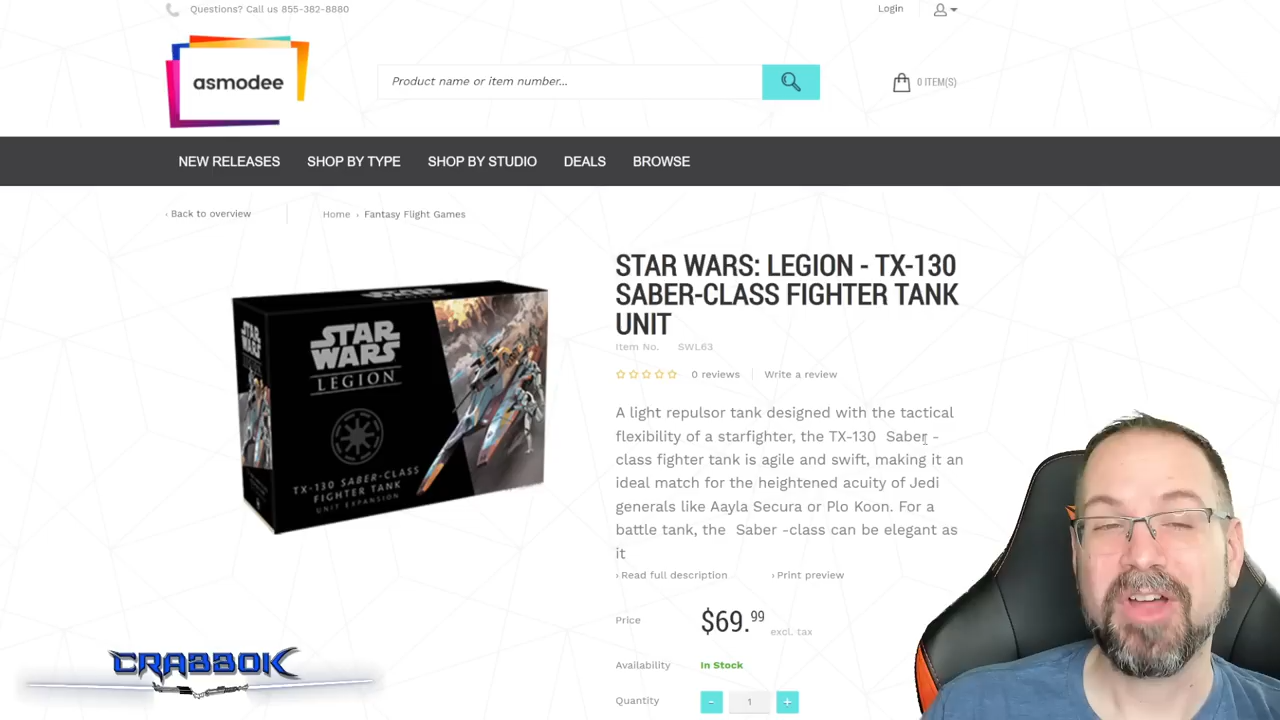 Questions? Call us 855-382-8880
Login
asmodee
Product name or item number...
0 ITEM(S)
NEW RELEASES SHOP BY TYPE SHOP BY STUDIO DEALS BROWSE
‹ Back to overview
Home › Fantasy Flight Games
STAR WARS: LEGION - TX-130
SABER-CLASS FIGHTER TANK
UNIT
Item No. SWL63
0 reviews Write a review
A light repulsor tank designed with the tactical
flexibility of a starfighter, the TX-130 Saber -
class fighter tank is agile and swift, making it an
ideal match for the heightened acuity of Jedi
generals like Aayla Secura or Plo Koon. For a
battle tank, the Saber -class can be elegant as
it
› Read full description › Print preview
Price $69.99 excl. tax
Availability In Stock
Quantity - 1 +
STAR
WARS
LEGION
TX-130 SABER-CLASS
FIGHTER TANK
UNIT EXPANSION
CRABBOK